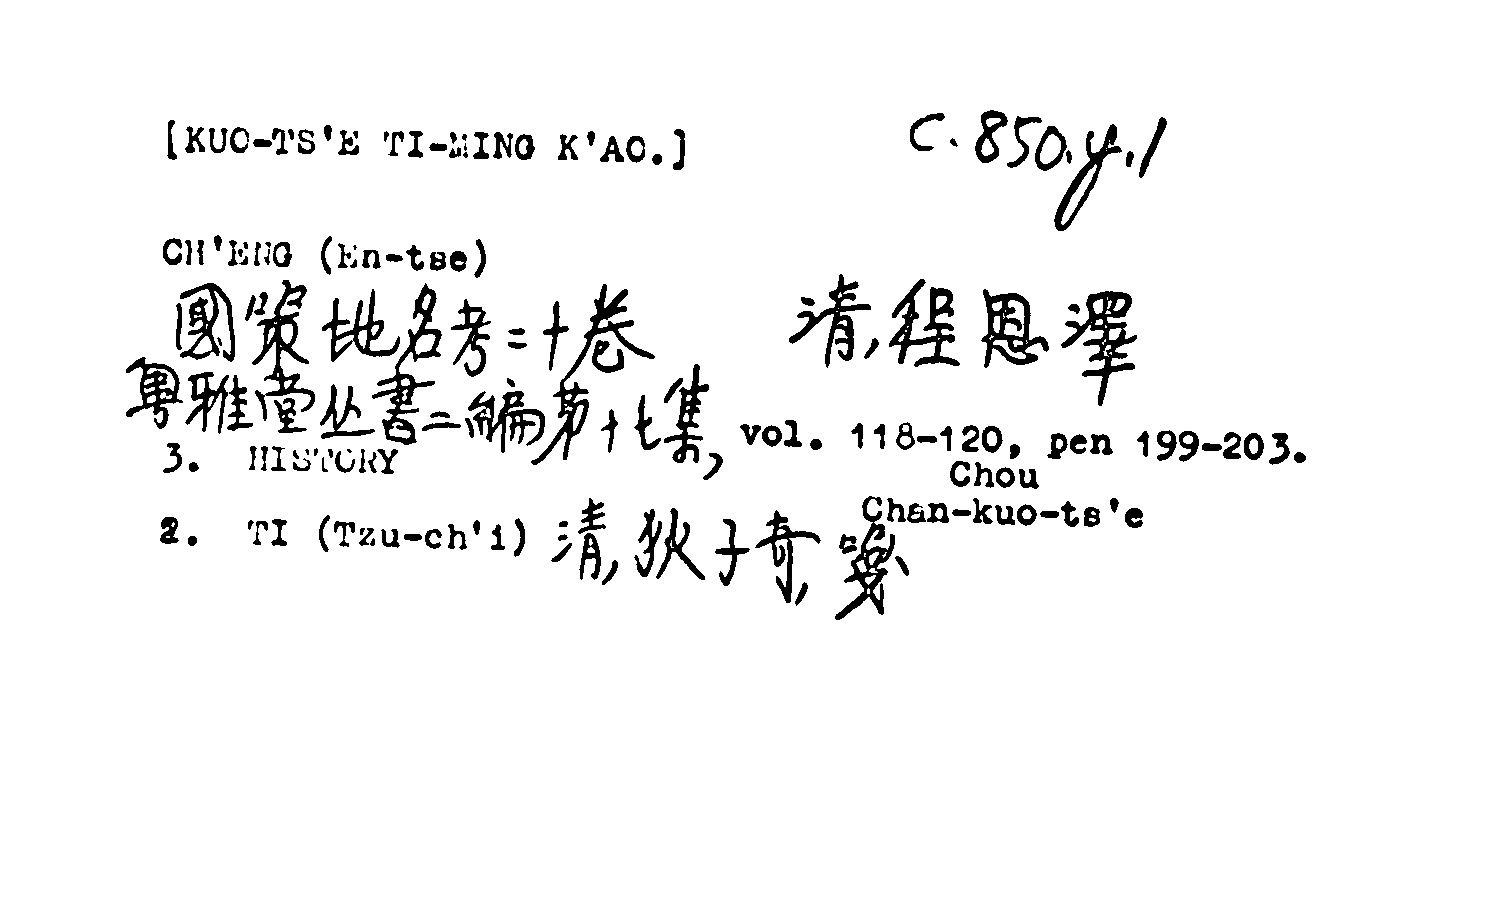 [KUO-TS'E TI-MING K'AO.] C.850.y.1
CH'ENG (En-tse)
國策地名考二十卷 清,程恩澤
粵雅堂丛書二編第十七集, vol. 118-120, pen 199-203.
3. HISTORY Chou
Chan-kuo-ts'e
2. TI (Tzu-ch'i) 清,狄子奇,箋